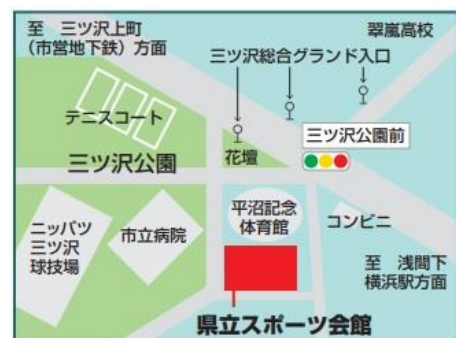 至 三ツ沢上町
(市営地下鉄)方面
翠嵐高校
三ツ沢総合グランド入口
テニスコート
三ツ沢公園前
三ツ沢公園
花壇
平沼記念
体育館
コンビニ
ニッパツ
三ツ沢
球技場
市立病院
至 浅間下
横浜駅方面
県立スポーツ会館